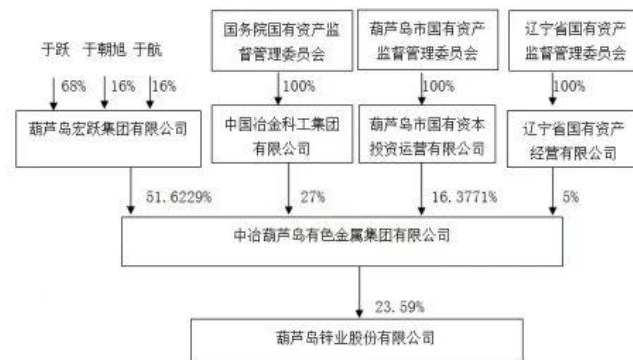 国务院国有资产监
督管理委员会
葫芦岛市国有资产
监督管理委员会
辽宁省国有资产
监督管理委员会
于跃 于朝旭 于航
68% 16% 16% 100% 100% 100%
葫芦岛宏跃集团有限公司
中国冶金科工集团
有限公司
葫芦岛市国有资本
投资运营有限公司
辽宁省国有资产
经营有限公司
51.6229% 27% 16.3771% 5%
中冶葫芦岛有色金属集团有限公司
23.59%
葫芦岛锌业股份有限公司